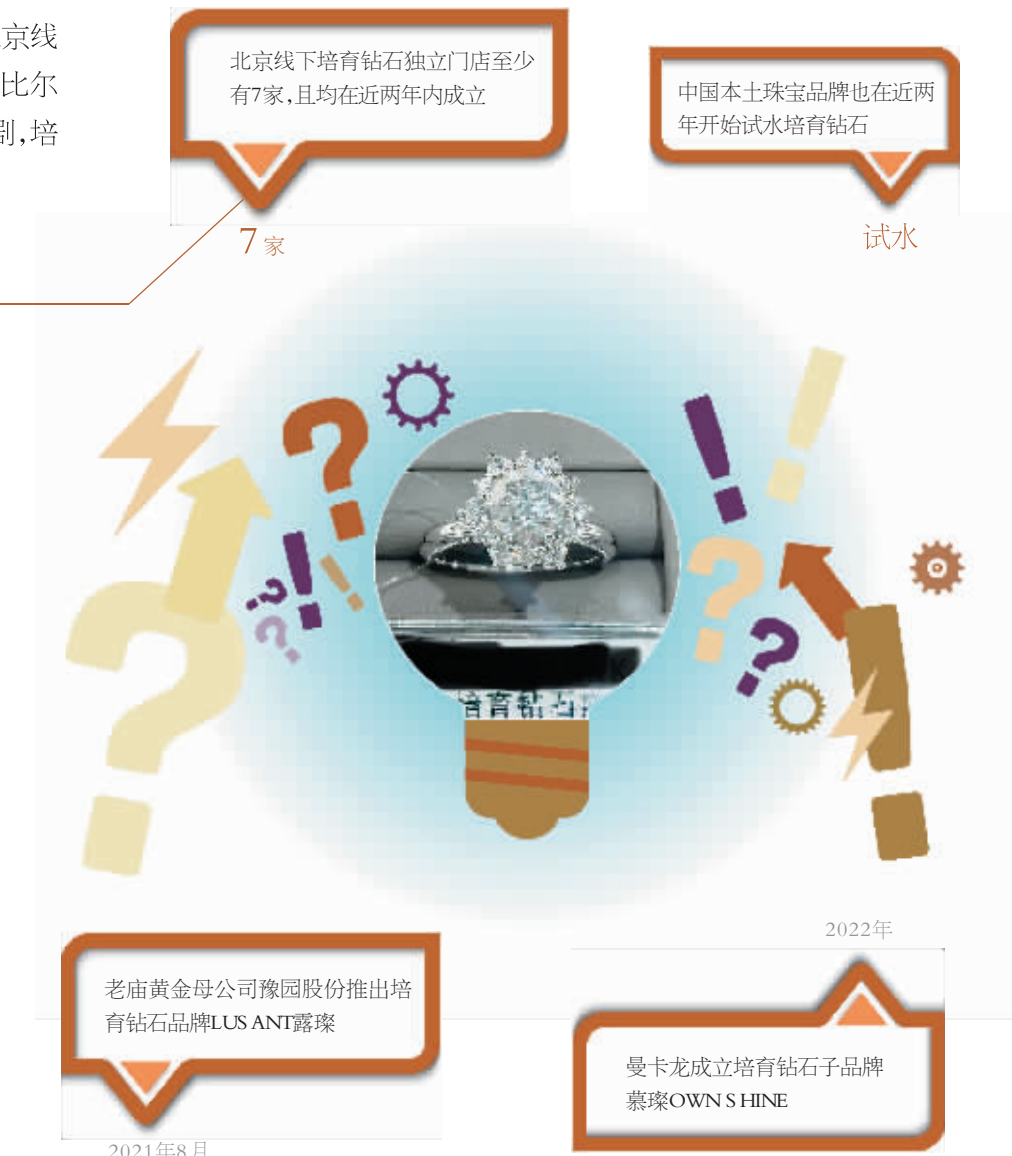 京线
比尔
剧,培
北京线下培育钻石独立门店至少
有7家,且均在近两年内成立
7家
中国本土珠宝品牌也在近两
年开始试水培育钻石
试水
培育钻石
老庙黄金母公司豫园股份推出培
育钻石品牌LUS ANT露璨
2021年8月
2022年
曼卡龙成立培育钻石子品牌
慕璨OWN S HINE